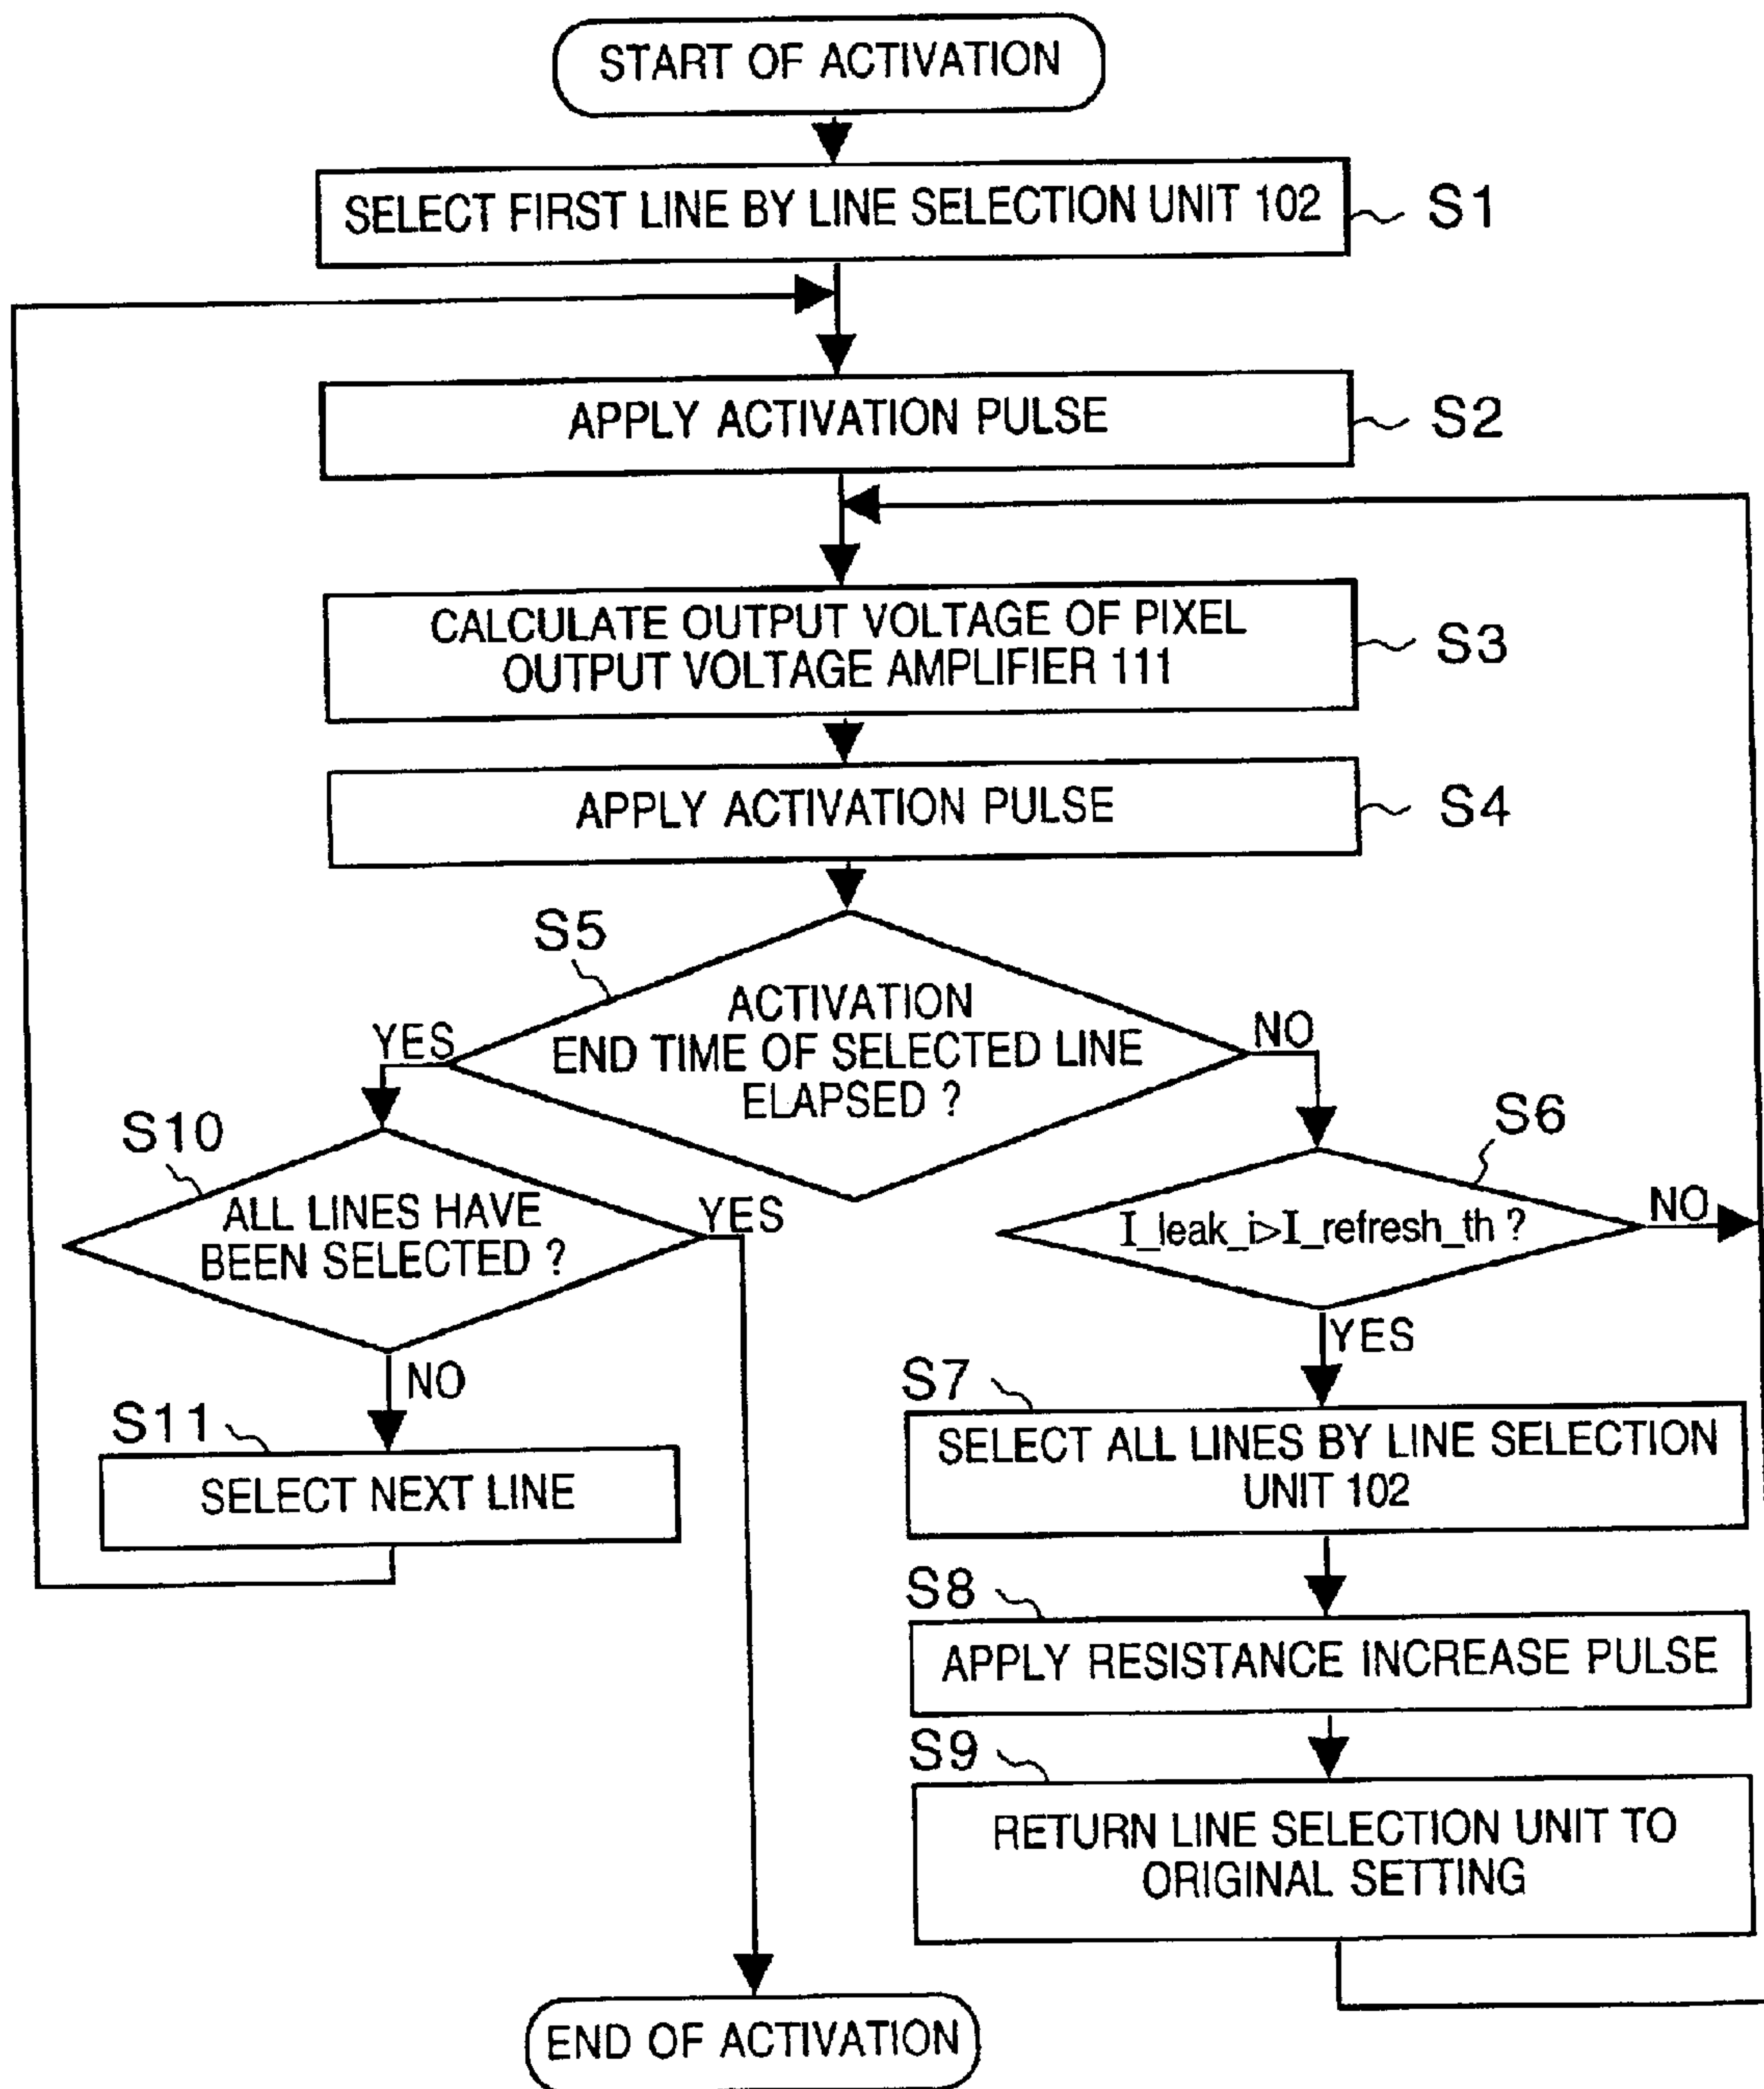 START OF ACTIVATION
SELECT FIRST LINE BY LINE SELECTION UNIT 102
S1
APPLY ACTIVATION PULSE
S2
CALCULATE OUTPUT VOLTAGE OF PIXEL
OUTPUT VOLTAGE AMPLIFIER 111
S3
APPLY ACTIVATION PULSE
S4
S5
ACTIVATION
END TIME OF SELECTED LINE
ELAPSED ?
YES
NO
S10
ALL LINES HAVE
BEEN SELECTED ?
YES
NO
S11
SELECT NEXT LINE
S6
I_leak_i>I_refresh_th ?
NO
YES
S7
SELECT ALL LINES BY LINE SELECTION
UNIT 102
S8
APPLY RESISTANCE INCREASE PULSE
S9
RETURN LINE SELECTION UNIT TO
ORIGINAL SETTING
END OF ACTIVATION